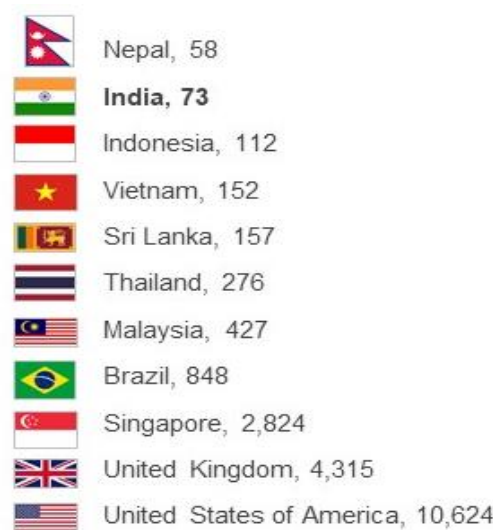 Nepal, 58
India, 73
Indonesia, 112
Vietnam, 152
Sri Lanka, 157
Thailand, 276
Malaysia, 427
Brazil, 848
Singapore, 2,824
United Kingdom, 4,315
United States of America, 10,624